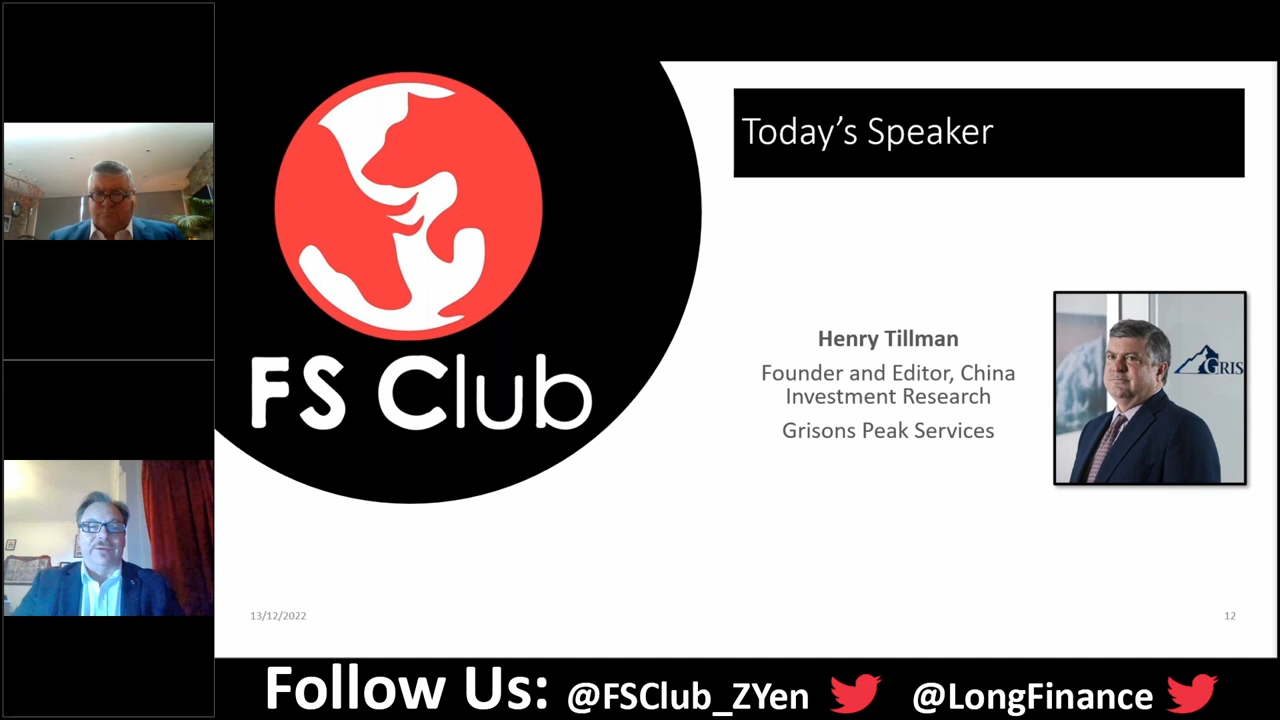 FS Club
Today's Speaker
Henry Tillman
Founder and Editor, China
Investment Research
Grisons Peak Services
GRIS
13/12/2022
12
Follow Us: @FSClub_ZYen @LongFinance